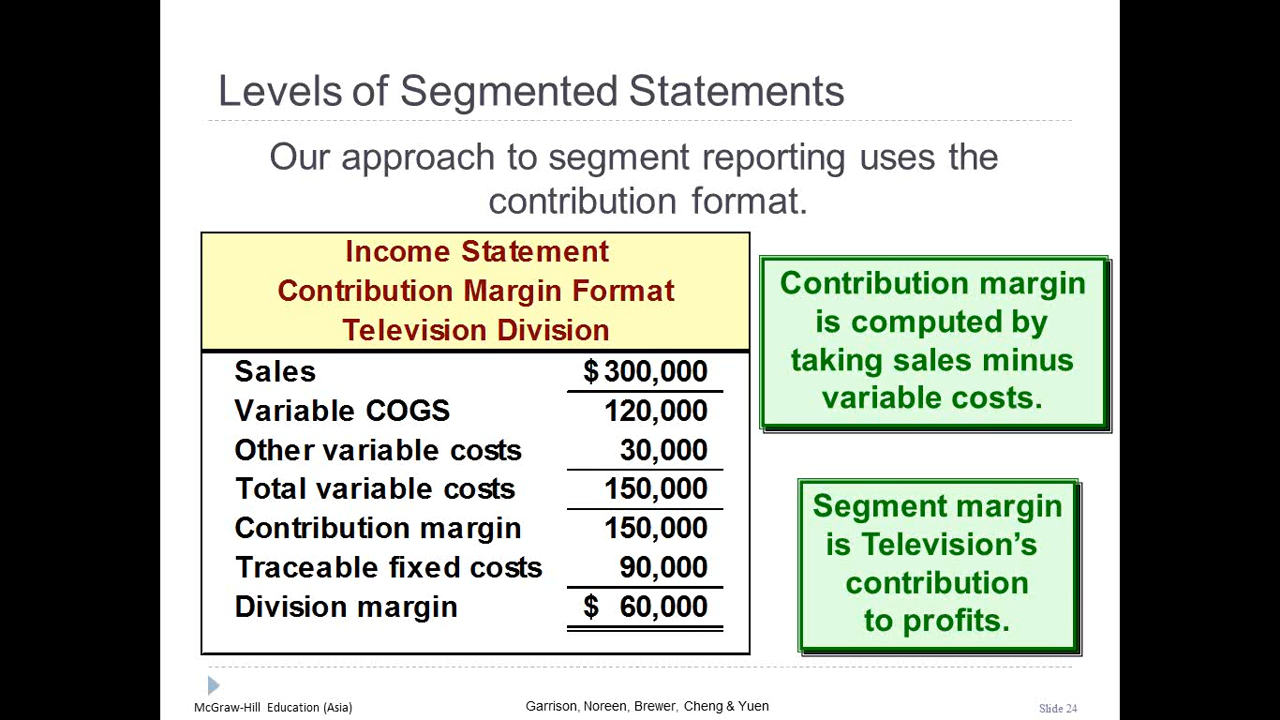 Levels of Segmented Statements
Our approach to segment reporting uses the
contribution format.
Income Statement
Contribution Margin Format
Television Division
Sales $ 300,000
Variable COGS 120,000
Other variable costs 30,000
Total variable costs 150,000
Contribution margin 150,000
Traceable fixed costs 90,000
Division margin $ 60,000
Contribution margin
is computed by
taking sales minus
variable costs.
Segment margin
is Television’s
contribution
to profits.
McGraw-Hill Education (Asia)
Garrison, Noreen, Brewer, Cheng & Yuen
Slide 24